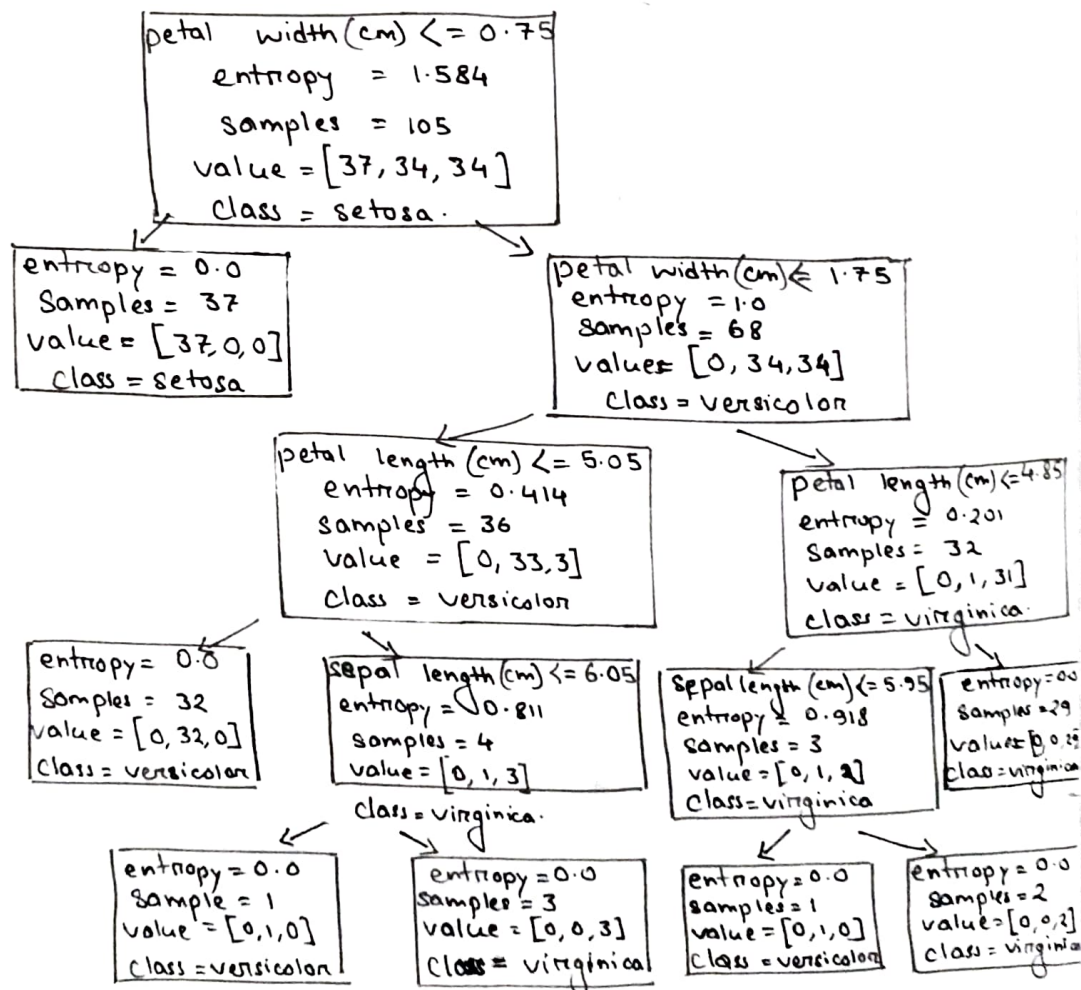 petal width (cm) <= 0.75
entropy = 1.584
samples = 105
value = [37, 34, 34]
class = setosa.
entropy = 0.0
Samples = 37
value = [37, 0, 0]
class = setosa
petal width (cm) <= 1.75
entropy = 1.0
samples = 68
values= [0, 34, 34]
class = versicolor
petal length (cm) <= 5.05
entropy = 0.414
samples = 36
value = [0, 33, 3]
class = versicolor
petal length (cm) <= 4.85
entropy = 0.201
samples = 32
value = [0, 1, 31]
class = virginica.
entropy = 0.0
Samples = 32
value = [0, 32, 0]
class = versicolor
sepal length (cm) <= 6.05
entropy = 0.811
samples = 4
value = [0, 1, 3]
class = virginica.
sepal length (cm) <= 5.95
entropy = 0.918
samples = 3
value = [0, 1, 2]
class = virginica
entropy = 0.0
samples = 29
value= [0, 0, 29
class = virginica
entropy = 0.0
sample = 1
value = [0, 1, 0]
class = versicolor
entropy = 0.0
samples = 3
value = [0, 0, 3]
class = virginica
entropy = 0.0
samples = 1
value = [0, 1, 0]
class = versicolor
entropy = 0.0
samples = 2
value = [0, 0, 2]
class = virginica